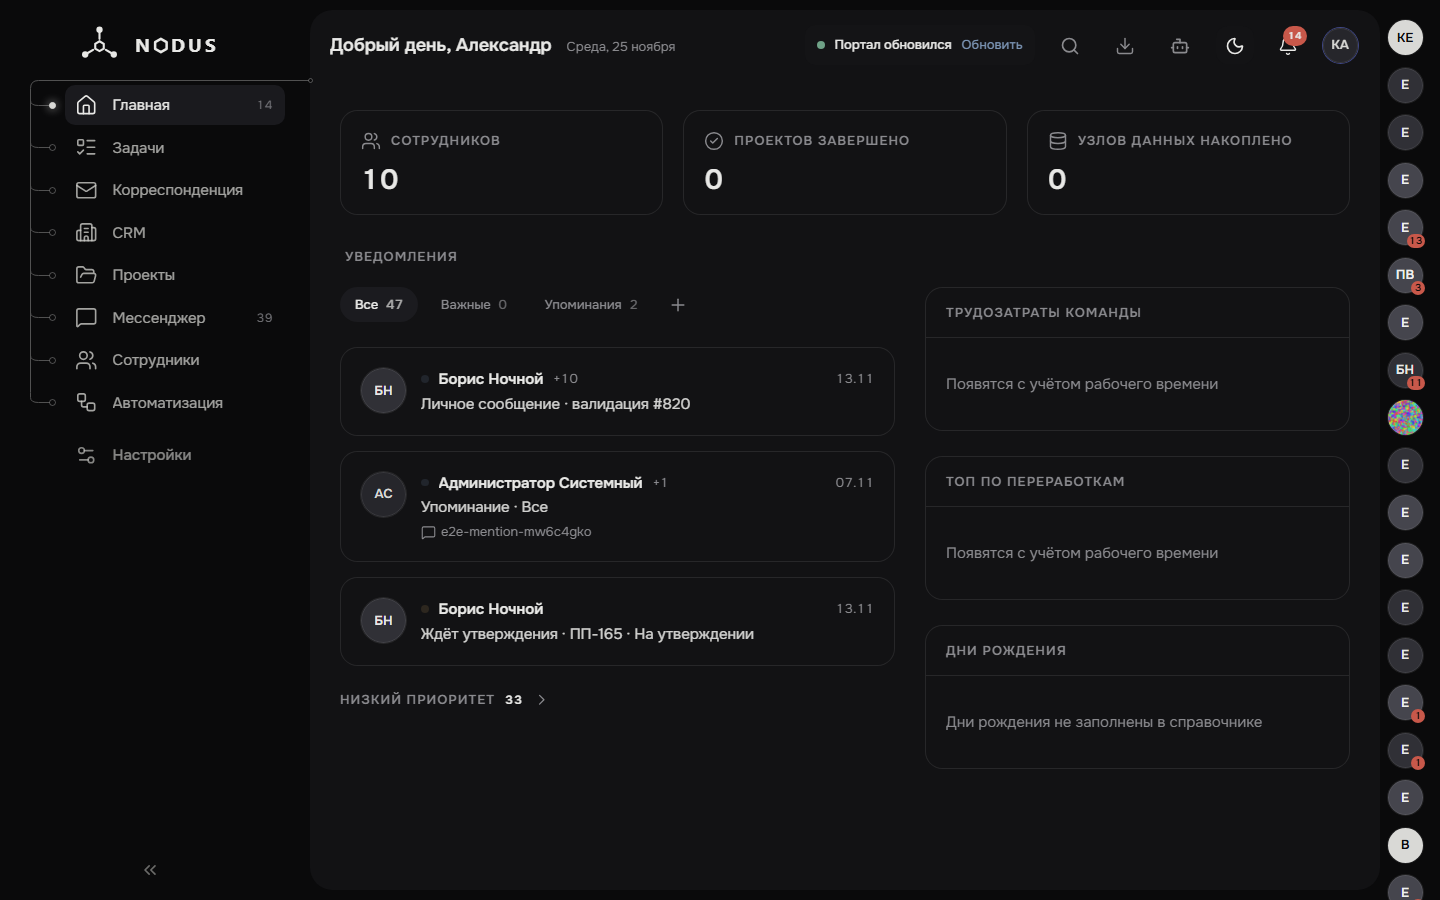 NODUS
Главная 14
Задачи
Корреспонденция
CRM
Проекты
Мессенджер 39
Сотрудники
Автоматизация
Настройки
Добрый день, Александр Среда, 25 ноября
Портал обновился Обновить
14
КА
СОТРУДНИКОВ
10
ПРОЕКТОВ ЗАВЕРШЕНО
0
УЗЛОВ ДАННЫХ НАКОПЛЕНО
0
УВЕДОМЛЕНИЯ
Все 47 Важные 0 Упоминания 2
БН
Борис Ночной +10 13.11
Личное сообщение · валидация #820
АС
Администратор Системный +1 07.11
Упоминание · Все
e2e-mention-mw6c4gko
БН
Борис Ночной 13.11
Ждёт утверждения · ПП-165 · На утверждении
НИЗКИЙ ПРИОРИТЕТ 33
ТРУДОЗАТРАТЫ КОМАНДЫ
Появятся с учётом рабочего времени
ТОП ПО ПЕРЕРАБОТКАМ
Появятся с учётом рабочего времени
ДНИ РОЖДЕНИЯ
Дни рождения не заполнены в справочнике
КЕ
Е
Е
Е
Е
13
ПВ
3
Е
БН
11
Е
Е
Е
Е
Е
Е
1
Е
1
Е
В
Е